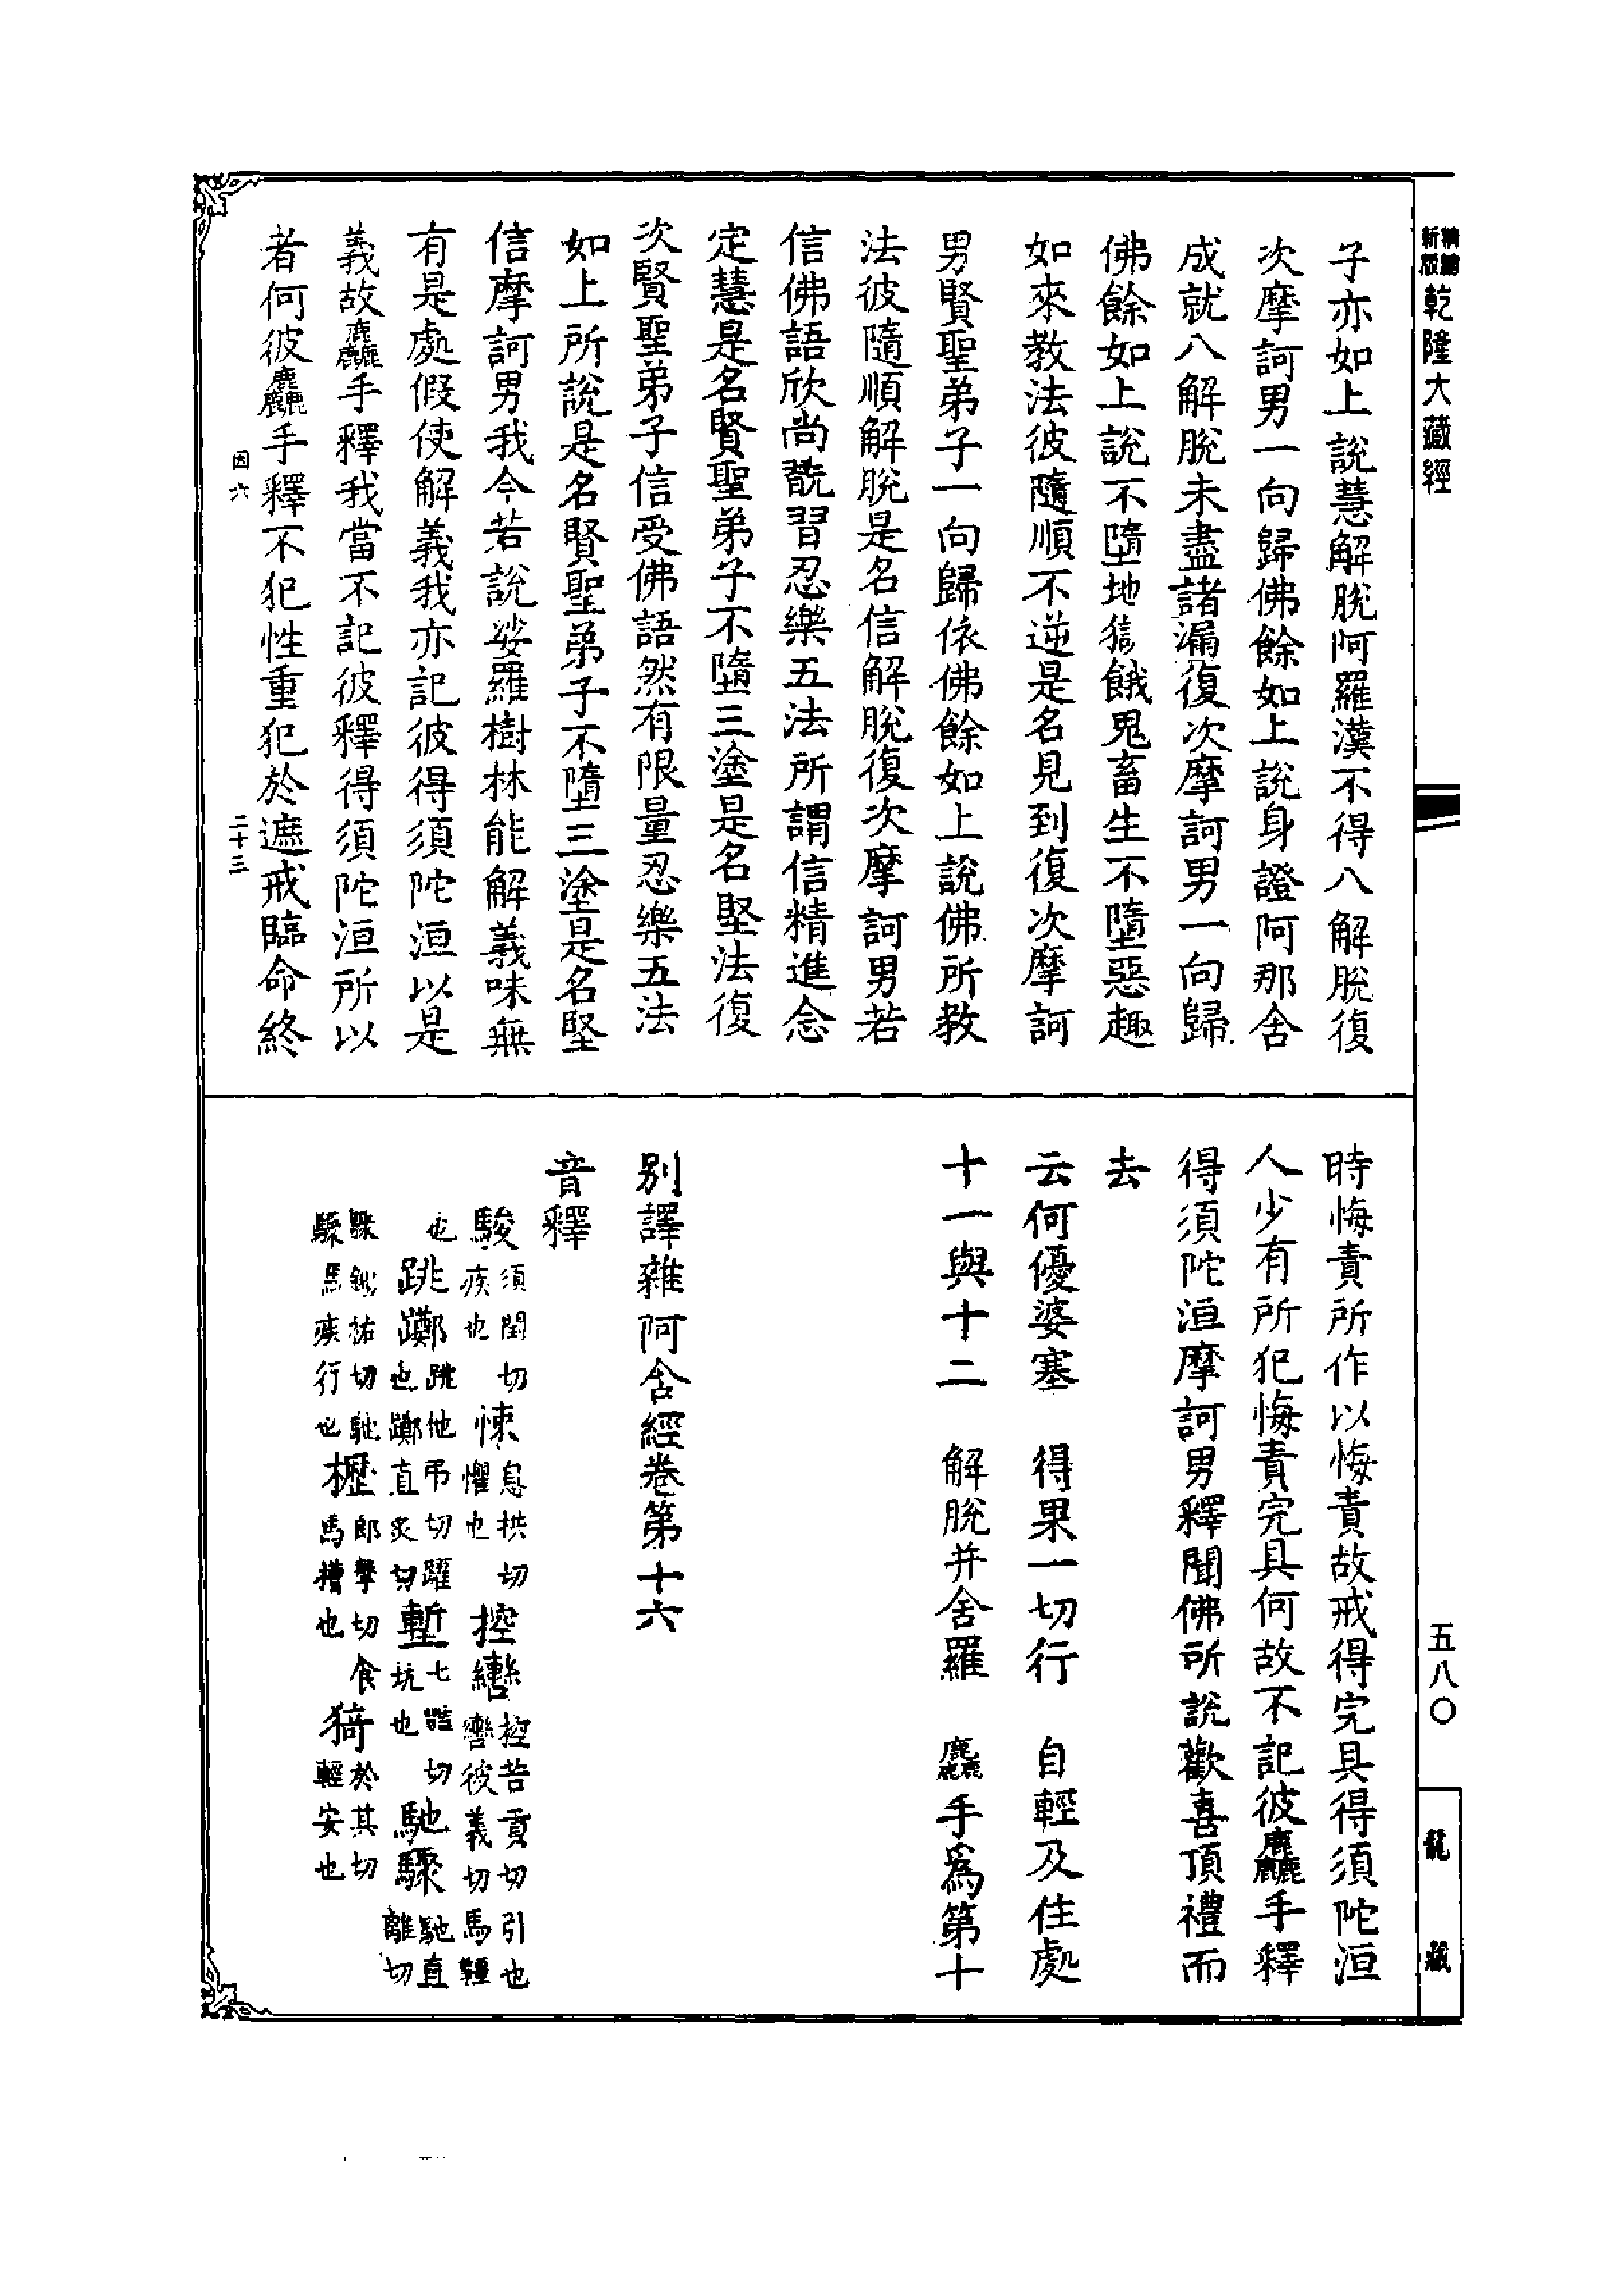 精繕
新版
乾隆大藏經
子亦如上說慧解脫阿羅漢不得八解脫復
次摩訶男一向歸佛餘如上說身證阿那舍
成就八解脫未盡諸漏復次摩訶男一向歸
佛餘如上說不墮地獄餓鬼畜生不墮惡趣
如來教法彼隨順不逆是名見到復次摩訶
男賢聖弟子一向歸依佛餘如上說佛所教
法彼隨順解脫是名信解脫復次摩訶男若
信佛語欣尚翫習忍樂五法所謂信精進念
定慧是名賢聖弟子不墮三塗是名堅法復
次賢聖弟子信受佛語然有限量忍樂五法
如上所說是名賢聖弟子不墮三塗是名堅
信摩訶男我今若說娑羅樹林能解義味無
有是處假使解義我亦記彼得須陀洹以是
義故麤手釋我當不記彼釋得須陀洹所以
者何彼麤手釋不犯性重犯於遮戒臨命終
因六
二十三
時悔責所作以悔責故戒得完具得須陀洹
人少有所犯悔責完具何故不記彼麤手釋
得須陀洹摩訶男釋聞佛所說歡喜頂禮而
去
云何優婆塞 得果一切行 自輕及住處
十一與十二 解脫并舍羅 麤手為第十
別譯雜阿含經卷第十六
音釋
駿須閏切疾也 悚息拱切懼也 控轡控苦貢切引也轡彼義切馬韁
也 跳躑跳他弔切躍也躑直炙切 塹七豔切坑也 馳驟馳直離切
驟鉏祐切馳驟馬疾行也 櫪郎擊切食馬槽也 猗於其切輕安也
五八〇
龍藏